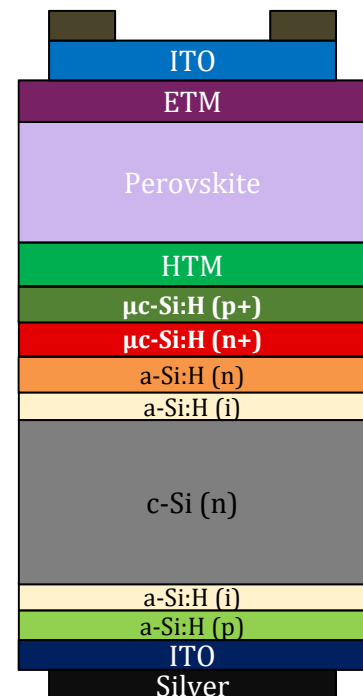 ITO
ETM
Perovskite
HTM
μc-Si:H (p+)
μc-Si:H (n+)
a-Si:H (n)
a-Si:H (i)
c-Si (n)
a-Si:H (i)
a-Si:H (p)
ITO
Silver